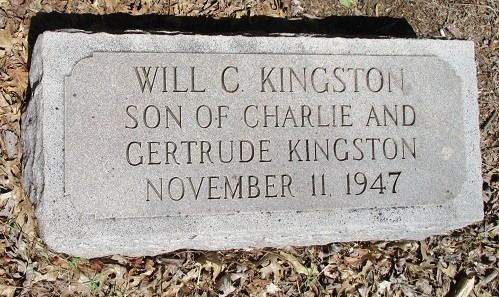 WILL C. KINGSTON
SON OF CHARLIE AND
GERTRUDE KINGSTON
NOVEMBER 11, 1947